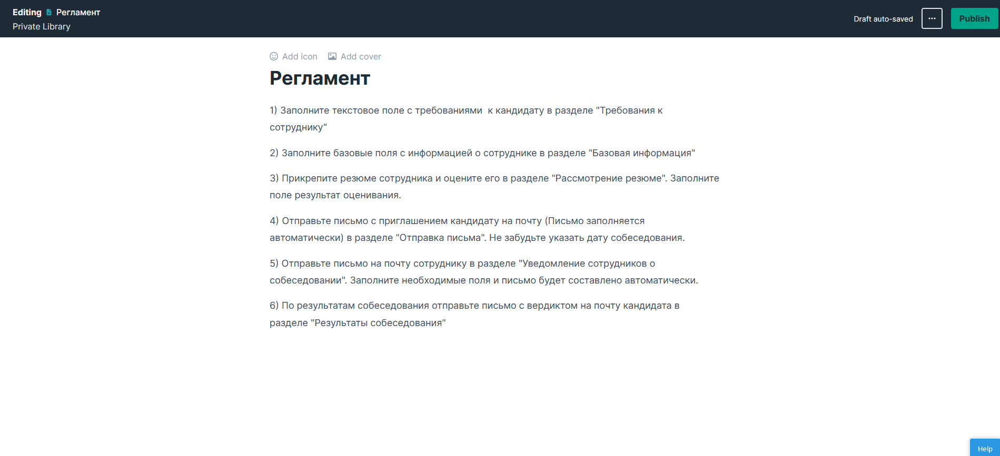 Editing Регламент
Private Library
Draft auto-saved
Publish
Add icon Add cover
Регламент
1) Заполните текстовое поле с требованиями  к кандидату в разделе "Требования к
сотруднику"
2) Заполните базовые поля с информацией о сотруднике в разделе "Базовая информация"
3) Прикрепите резюме сотрудника и оцените его в разделе "Рассмотрение резюме". Заполните
поле результат оценивания.
4) Отправьте письмо с приглашением кандидату на почту (Письмо заполняется
автоматически) в разделе "Отправка письма". Не забудьте указать дату собеседования.
5) Отправьте письмо на почту сотруднику в разделе "Уведомление сотрудников о
собеседовании". Заполните необходимые поля и письмо будет составлено автоматически.
6) По результатам собеседования отправьте письмо с вердиктом на почту кандидата в
разделе "Результаты собеседования"
Help